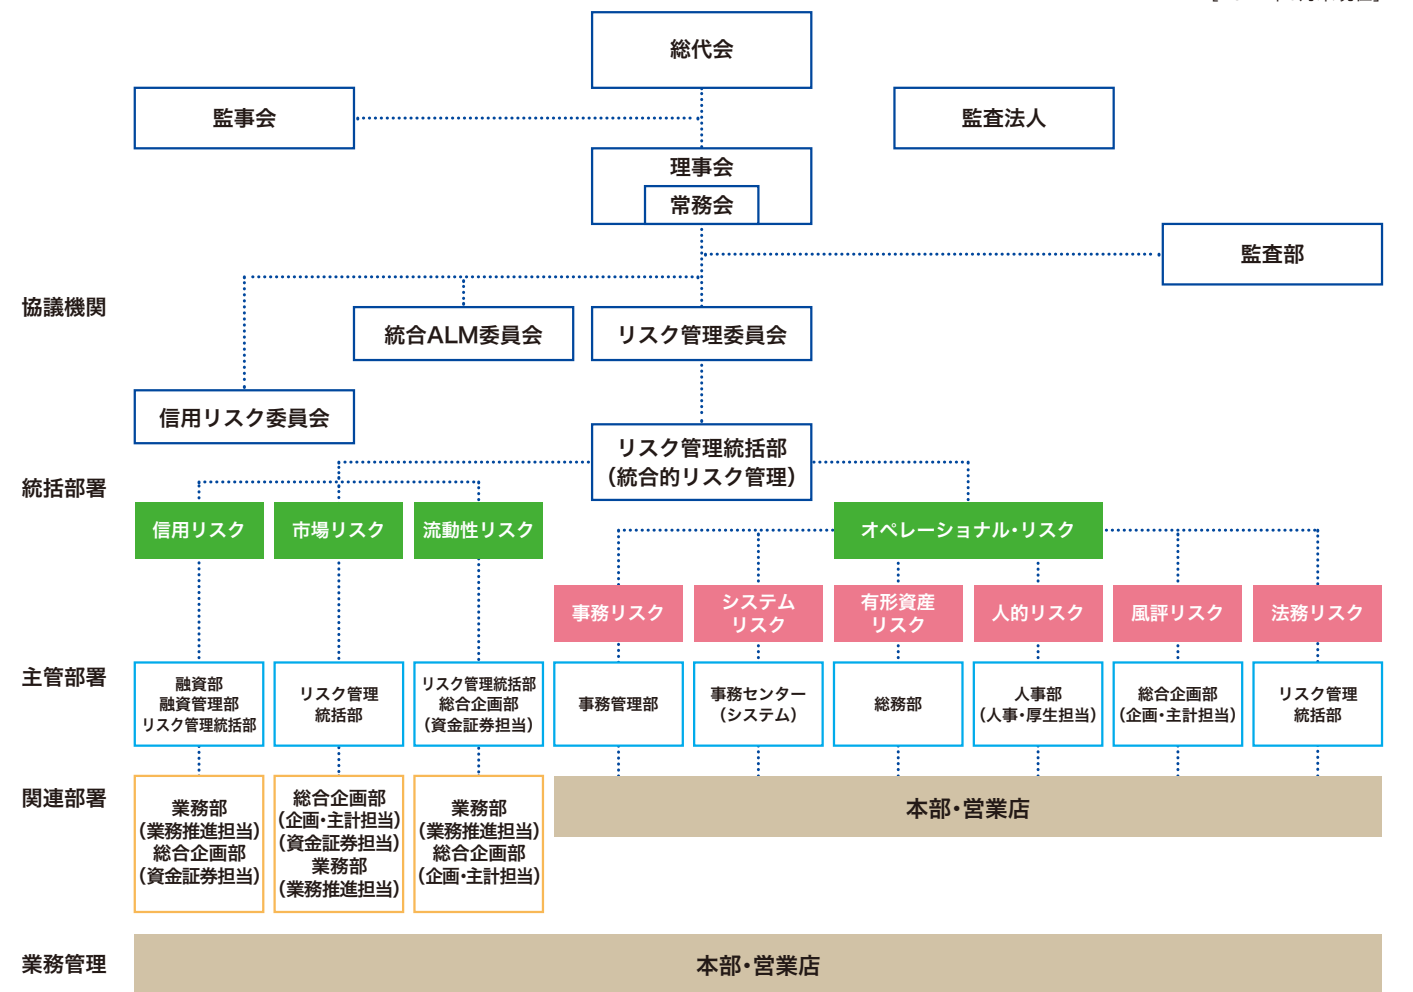 総代会
監事会
監査法人
理事会
常務会
監査部
協議機関
統合ALM委員会
リスク管理委員会
信用リスク委員会
リスク管理統括部
（統合的リスク管理）
統括部署
信用リスク
市場リスク
流動性リスク
オペレーショナル・リスク
事務リスク
システム
リスク
有形資産
リスク
人的リスク
風評リスク
法務リスク
主管部署
融資部
融資管理部
リスク管理統括部
リスク管理
統括部
リスク管理統括部
総合企画部
（資金証券担当）
事務管理部
事務センター
（システム）
総務部
人事部
（人事・厚生担当）
総合企画部
（企画・主計担当）
リスク管理
統括部
関連部署
業務部
（業務推進担当）
総合企画部
（資金証券担当）
総合企画部
（企画・主計担当）
（資金証券担当）
業務部
（業務推進担当）
業務部
（業務推進担当）
総合企画部
（企画・主計担当）
本部・営業店
業務管理
本部・営業店